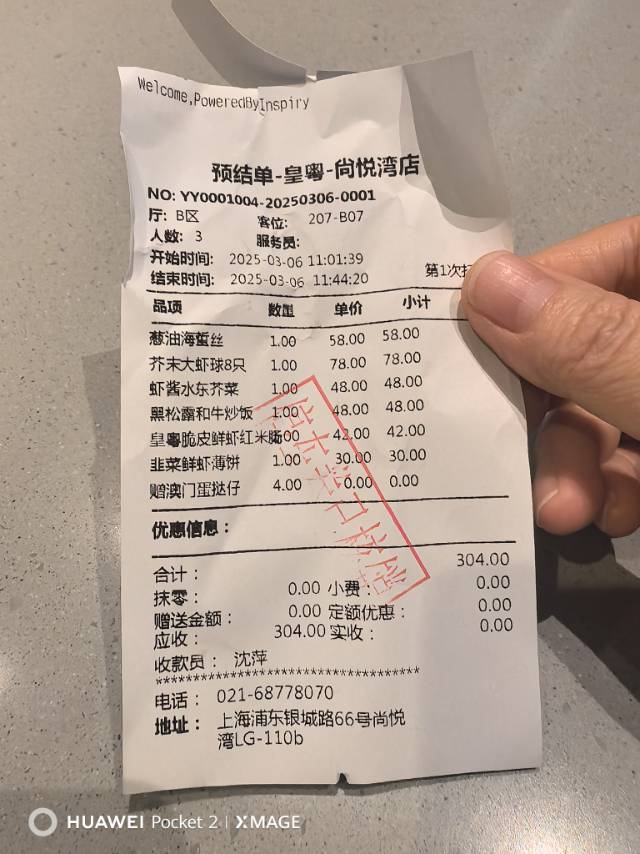 Welcome,PoweredByInspiry
预结单-皇粤-尚悦湾店
NO: YY0001004-20250306-0001
厅: B区 客位: 207-B07
人数: 3 服务员:
开始时间: 2025-03-06 11:01:39
结束时间: 2025-03-06 11:44:20 第1次
品项 数量 单价 小计
葱油海蜇丝 1.00 58.00 58.00
芥末大虾球8只 1.00 78.00 78.00
虾酱水东芥菜 1.00 48.00 48.00
黑松露和牛炒饭 1.00 48.00 48.00
皇粤脆皮鲜虾红米肠 1.00 42.00 42.00
韭菜鲜虾薄饼 1.00 30.00 30.00
赠澳门蛋挞仔 4.00 0.00 0.00
优惠信息:
合计: 304.00
抹零: 0.00 小费: 0.00
赠送金额: 0.00 定额优惠: 0.00
应收: 304.00 实收: 0.00
收款员: 沈萍
****************************************
电话: 021-68778070
地址: 上海浦东银城路66号尚悦
湾LG-110b
HUAWEI Pocket 2 | XMAGE